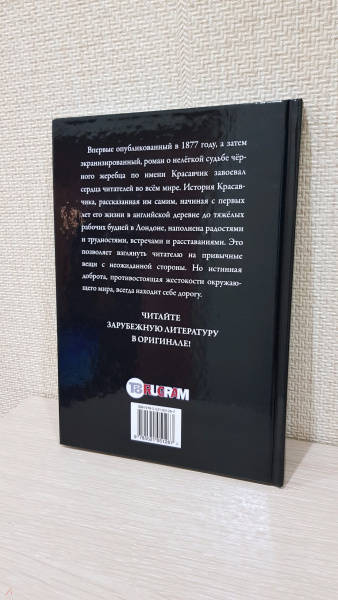 Впервые опубликованный в 1877 году, а затем
экранизированный, роман о нелёгкой судьбе чёр-
ного жеребца по имени Красавчик завоевал
сердца читателей во всём мире. История Красав-
чика, рассказанная им самим, начиная с первых
лет его жизни в английской деревне до тяжёлых
рабочих будней в Лондоне, наполнена радостями
и трудностями, встречами и расставаниями. Это
позволяет взглянуть читателю на привычные
вещи с неожиданной стороны. Но истинная
доброта, противостоящая жестокости окружаю-
щего мира, всегда находит себе дорогу.
ЧИТАЙТЕ
ЗАРУБЕЖНУЮ ЛИТЕРАТУРУ
В ОРИГИНАЛЕ!
T8 RUGRAM